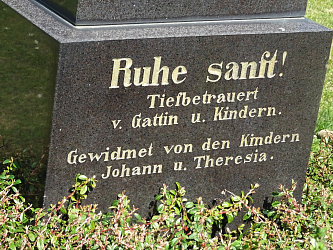 Ruhe sanft!
Tiefbetrauert
v. Gattin u. Kindern.
Gewidmet von den Kindern
Johann u. Theresia.